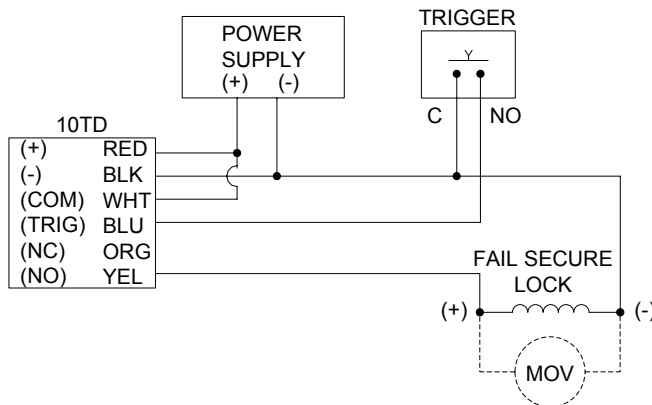 TRIGGER
POWER
SUPPLY
(+) (-)
C NO
10TD
(+) RED
(-) BLK
(COM) WHT
(TRIG) BLU
(NC) ORG
(NO) YEL
FAIL SECURE
LOCK
(+) (-)
MOV